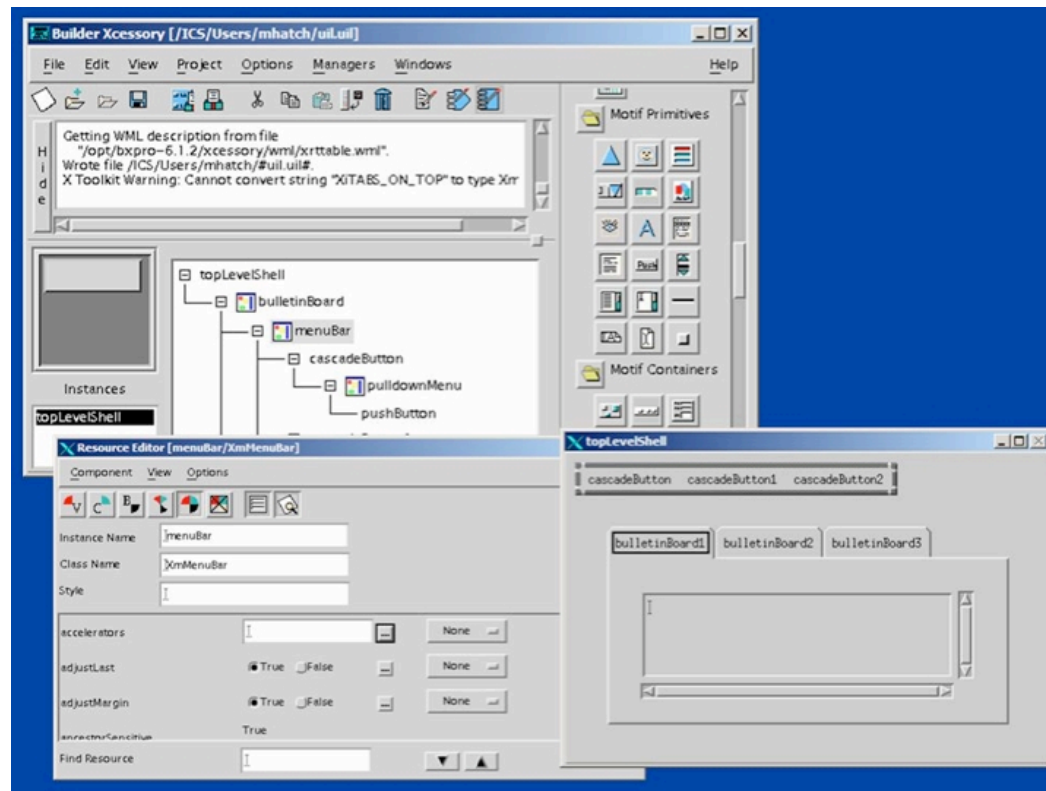 Builder Xcessory [/ICS/Users/mhatch/uil.uil]
File Edit View Project Options Managers Windows Help
Hide
Getting WML description from file
"/opt/bxpro-6.1.2/xcessory/wml/xrttable.wml".
Wrote file /ICS/Users/mhatch/#uil.uil#.
X Toolkit Warning: Cannot convert string "XiTABS_ON_TOP" to type Xm
Motif Primitives
Push
Motif Containers
topLevelShell
bulletinBoard
menuBar
cascadeButton
pulldownMenu
pushButton
Instances
topLevelShell
Resource Editor [menuBar/XmMenuBar]
Component View Options
V C B
Instance Name menuBar
Class Name XmMenuBar
Style
accelerators None
adjustLast True False None
adjustMargin True False None
ancestorSensitive True
Find Resource
topLevelShell
cascadeButton cascadeButton1 cascadeButton2
bulletinBoard1 bulletinBoard2 bulletinBoard3